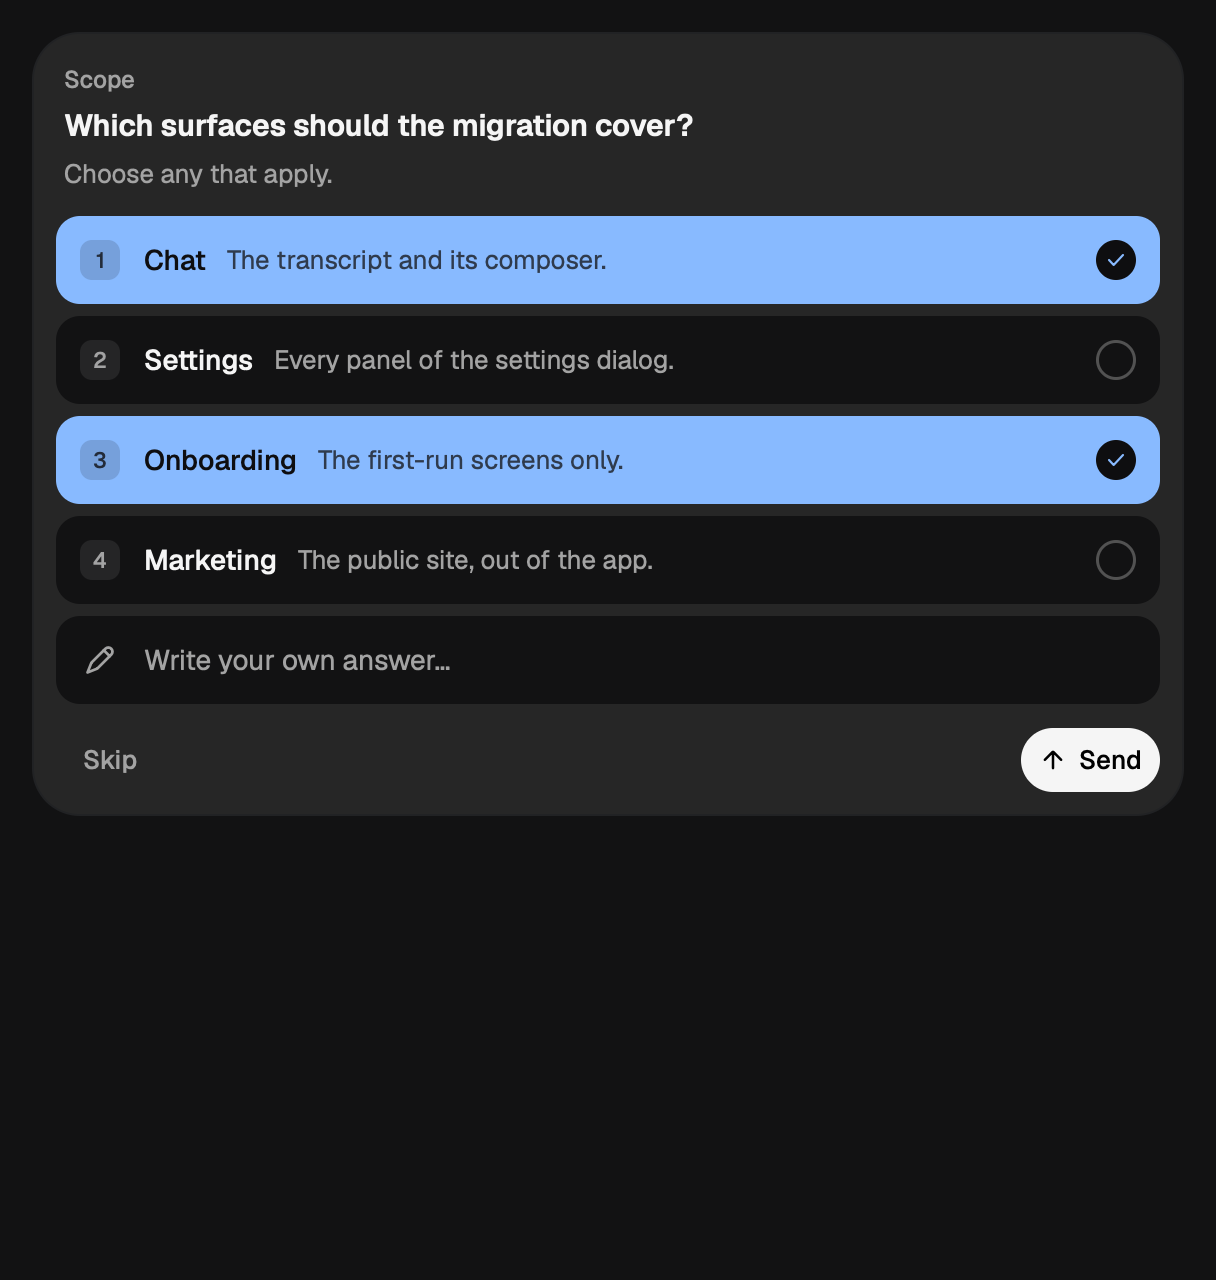 Scope
Which surfaces should the migration cover?
Choose any that apply.
1 Chat The transcript and its composer.
2 Settings Every panel of the settings dialog.
3 Onboarding The first-run screens only.
4 Marketing The public site, out of the app.
Write your own answer...
Skip Send